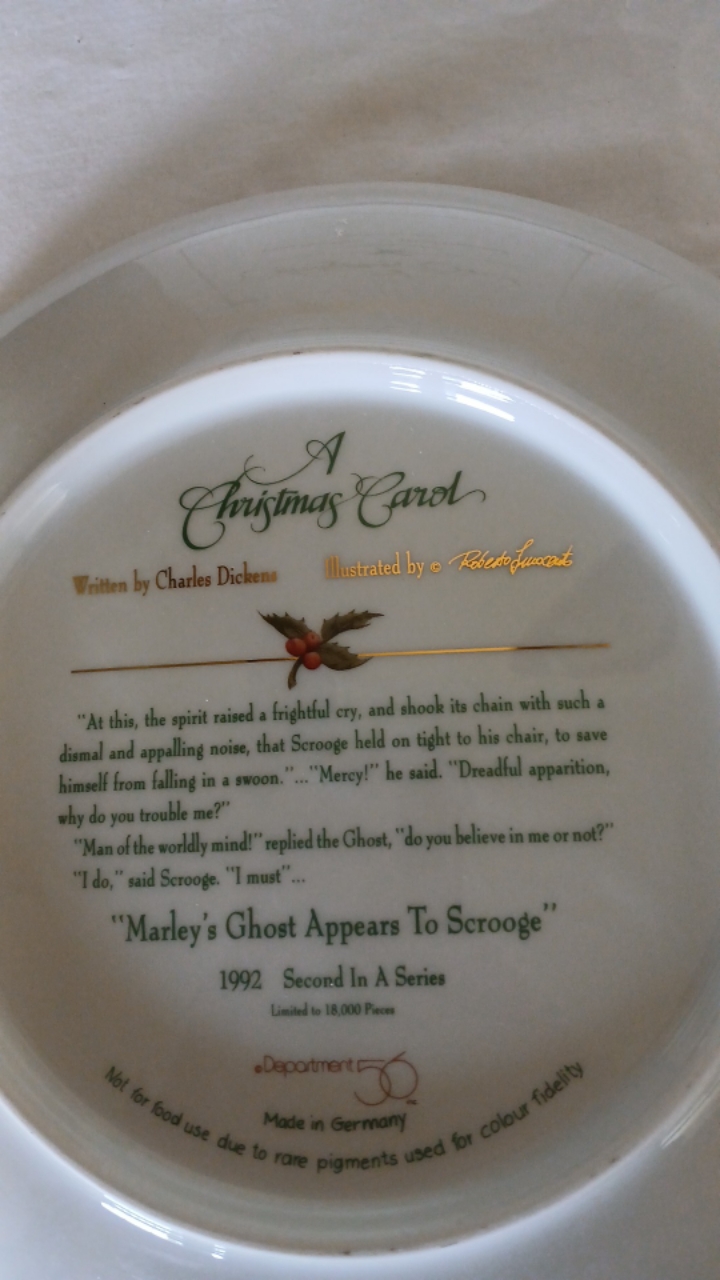 A
Christmas Carol
Written by Charles Dickens Illustrated by © Roberto Innocenti
"At this, the spirit raised a frightful cry, and shook its chain with such a
dismal and appalling noise, that Scrooge held on tight to his chair, to save
himself from falling in a swoon."..."Mercy!" he said. "Dreadful apparition,
why do you trouble me?"
"Man of the worldly mind!" replied the Ghost, "do you believe in me or not?"
"I do," said Scrooge. "I must"...
"Marley's Ghost Appears To Scrooge"
1992 Second In A Series
Limited to 18,000 Pieces
Department 56
Made in Germany
Not for food use due to rare pigments used for colour fidelity